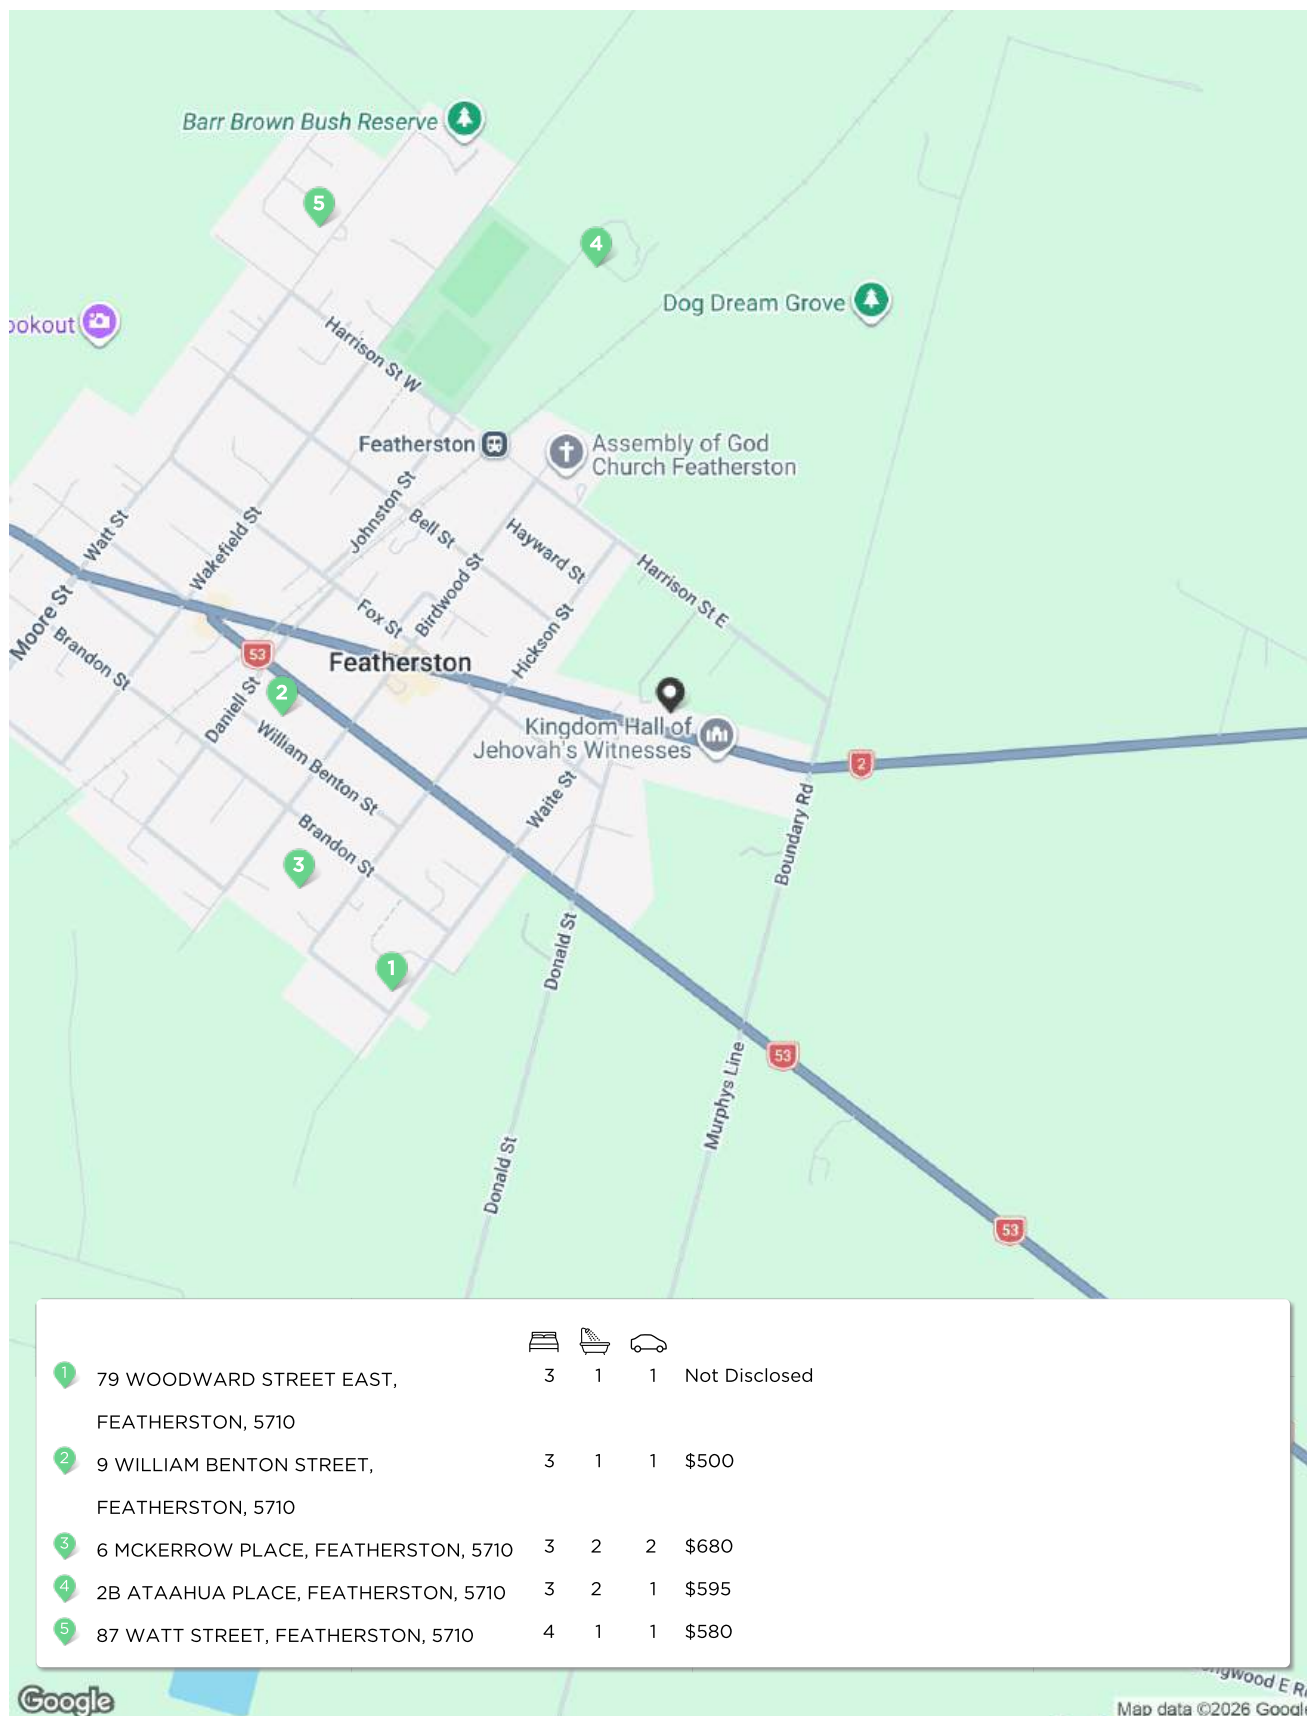 Barr Brown Bush Reserve
5
4
Dog Dream Grove
ookout
Harrison St W
Featherston
Assembly of God
Church Featherston
Johnston St
Bell St
Hayward St
Watt St
Wakefield St
Birdwood St
Harrison St E
Fox St
Hickson St
Moore St
Brandon St
53
Featherston
2
Daniell St
William Benton St
Kingdom Hall of
Jehovah's Witnesses
2
Waite St
Boundary Rd
Brandon St
3
Donald St
1
53
Murphys Line
Donald St
53
1 79 WOODWARD STREET EAST, 3 1 1 Not Disclosed
FEATHERSTON, 5710
2 9 WILLIAM BENTON STREET, 3 1 1 $500
FEATHERSTON, 5710
3 6 MCKERROW PLACE, FEATHERSTON, 5710 3 2 2 $680
4 2B ATAAHUA PLACE, FEATHERSTON, 5710 3 2 1 $595
5 87 WATT STREET, FEATHERSTON, 5710 4 1 1 $580
Google
Map data ©2026 Google